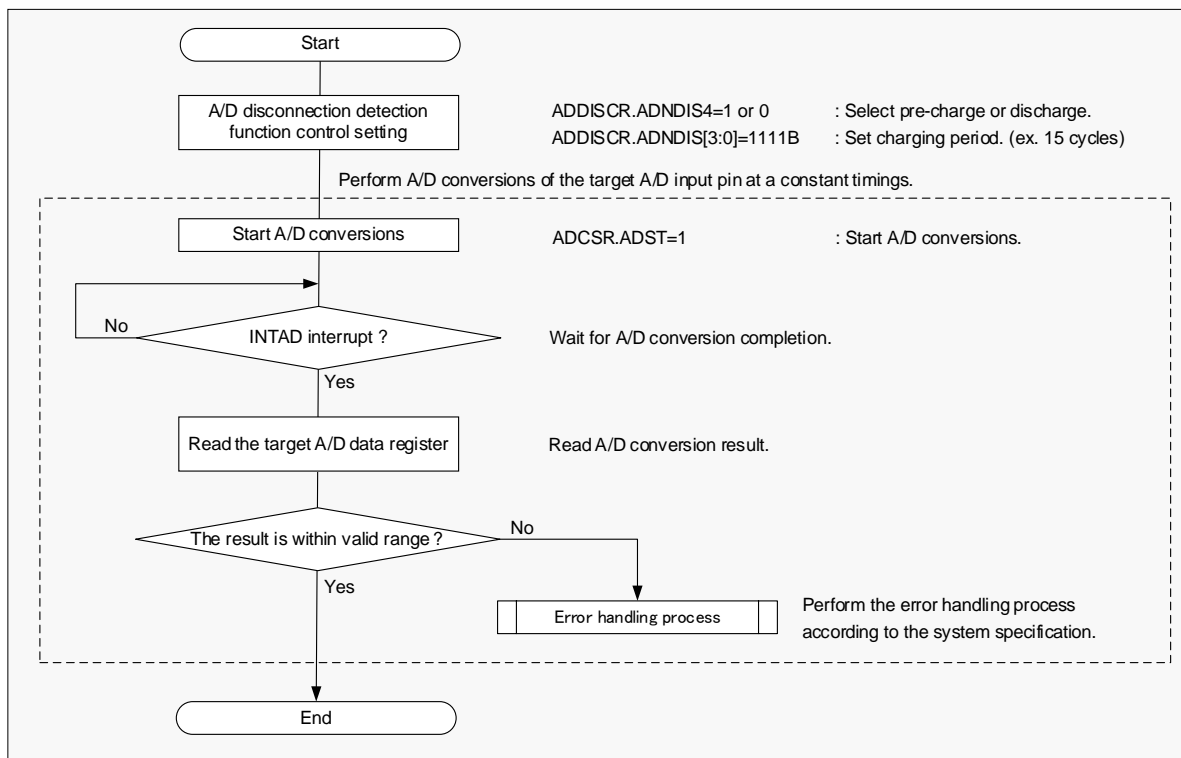 Start
A/D disconnection detection
function control setting
ADDISCR.ADNDIS4=1 or 0 : Select pre-charge or discharge.
ADDISCR.ADNDIS[3:0]=1111B : Set charging period. (ex. 15 cycles)
Perform A/D conversions of the target A/D input pin at a constant timings.
Start A/D conversions
ADCSR.ADST=1 : Start A/D conversions.
No
INTAD interrupt ?
Wait for A/D conversion completion.
Yes
Read the target A/D data register
Read A/D conversion result.
The result is within valid range ?
No
Yes
Error handling process
Perform the error handling process
according to the system specification.
End